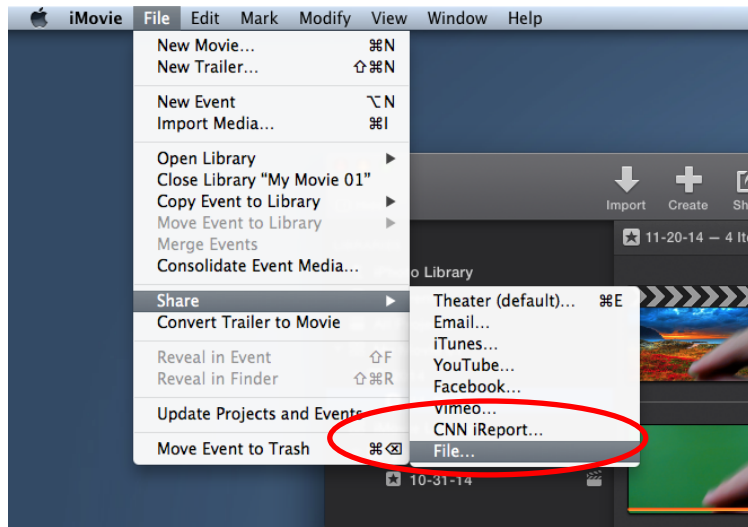 iMovie File Edit Mark Modify View Window Help
New Movie... ⌘N
New Trailer... ⇧⌘N
New Event ⌥N
Import Media... ⌘I
Open Library ▶
Close Library “My Movie 01”
Copy Event to Library ▶
Move Event to Library ▶
Merge Events
Consolidate Event Media...
Share ▶
Convert Trailer to Movie
Reveal in Event ⇧F
Reveal in Finder ⇧⌘R
Update Projects and Events
Move Event to Trash ⌘⌫
Theater (default)... ⌘E
Email...
iTunes...
YouTube...
Facebook...
Vimeo...
CNN iReport...
File...
Import Create
11-20-14 — 4
Library
10-31-14